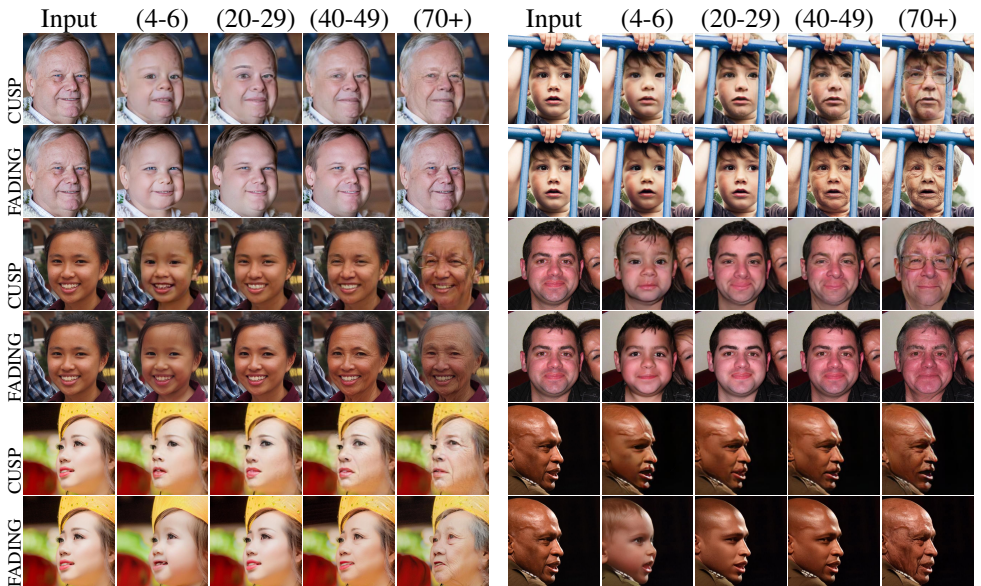 Input (4-6) (20-29) (40-49) (70+) Input (4-6) (20-29) (40-49) (70+)
CUSP
FADING
CUSP
FADING
CUSP
FADING